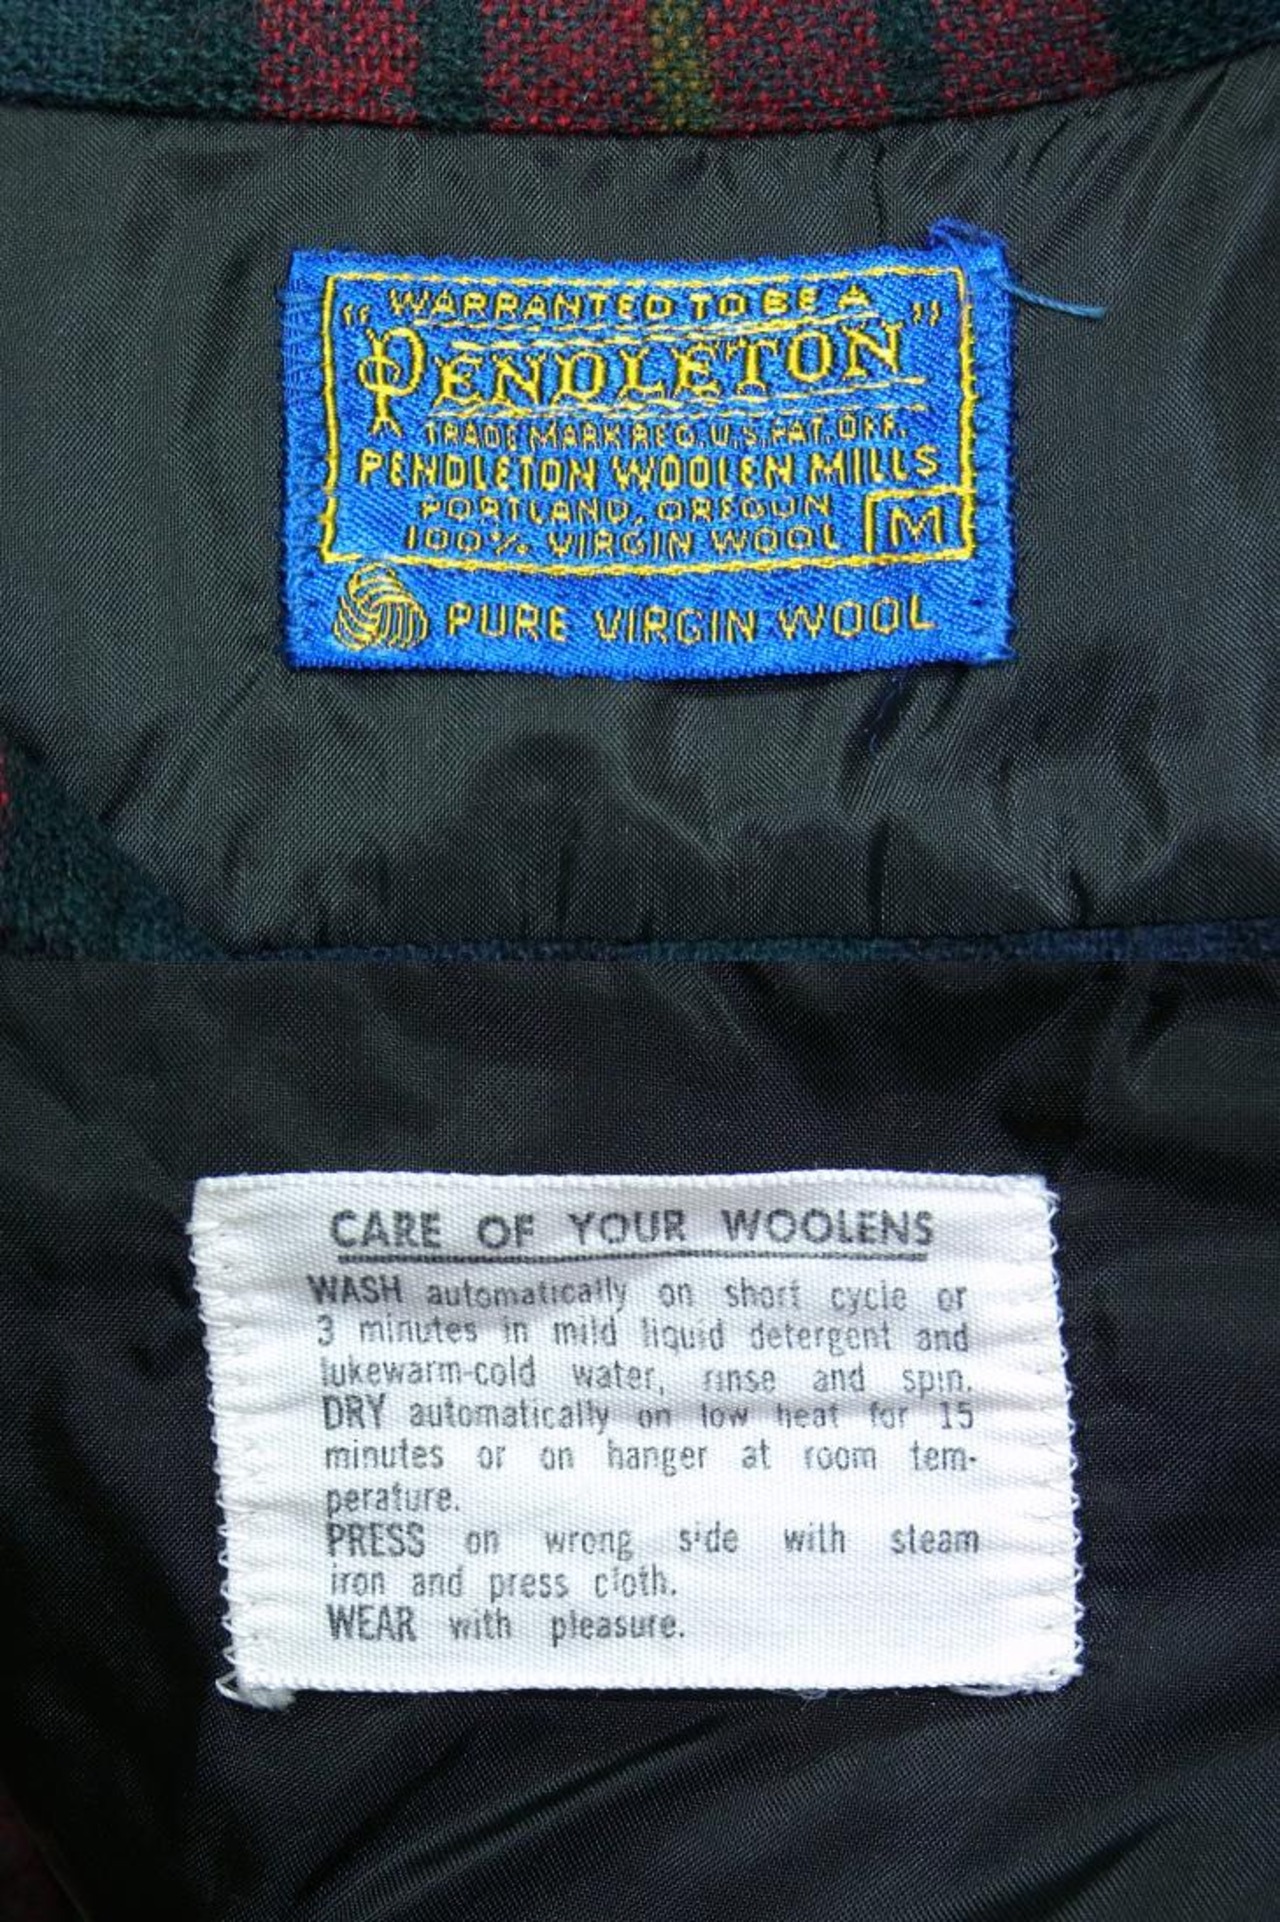 "WARRANTED TO BE A
PENDLETON"
TRADE MARK REG. U.S. PAT. OFF.
PENDLETON WOOLEN MILLS
PORTLAND, OREGON
100% VIRGIN WOOL M
PURE VIRGIN WOOL
CARE OF YOUR WOOLENS
WASH automatically on short cycle or
3 minutes in mild liquid detergent and
lukewarm-cold water, rinse and spin.
DRY automatically on low heat for 15
minutes or on hanger at room tem-
perature.
PRESS on wrong side with steam
iron and press cloth.
WEAR with pleasure.